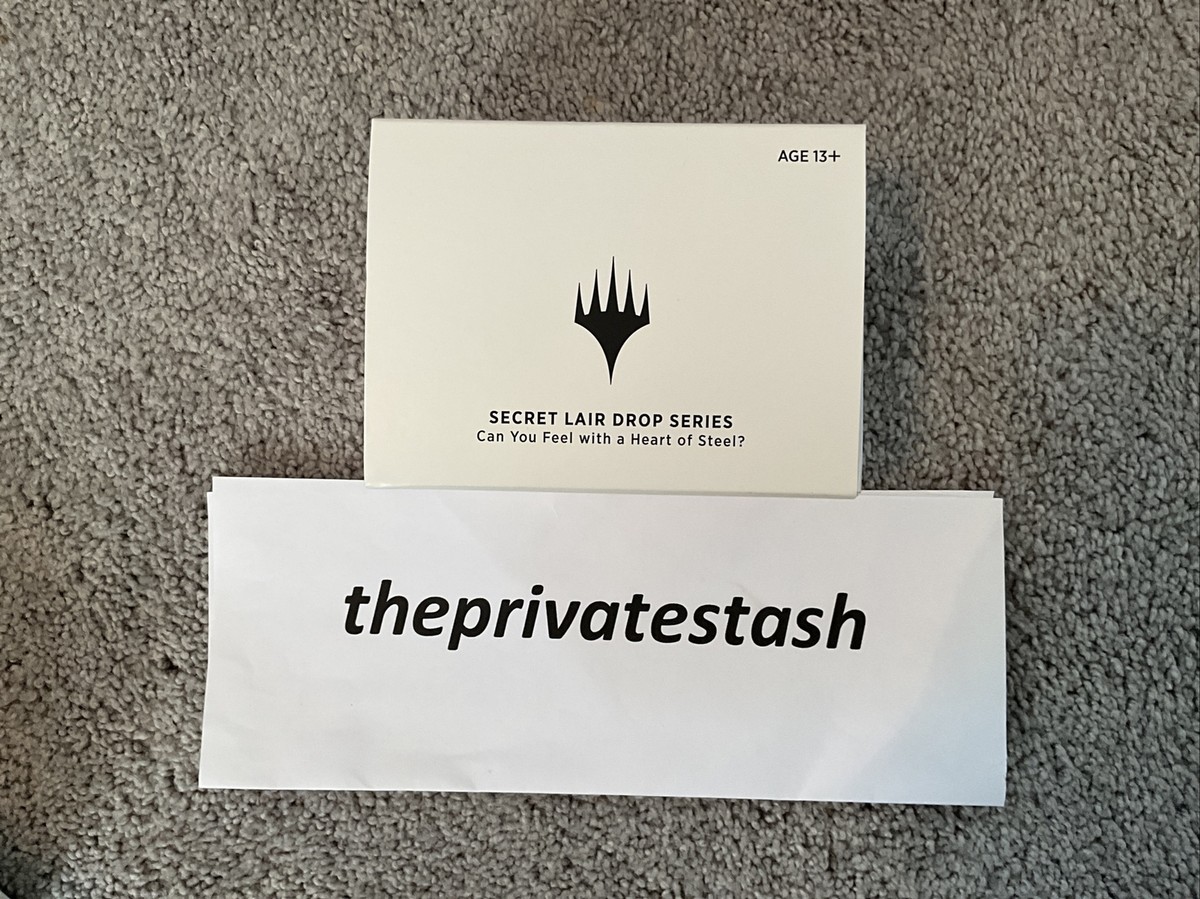 AGE 13+
SECRET LAIR DROP SERIES
Can You Feel with a Heart of Steel?
theprivatestash